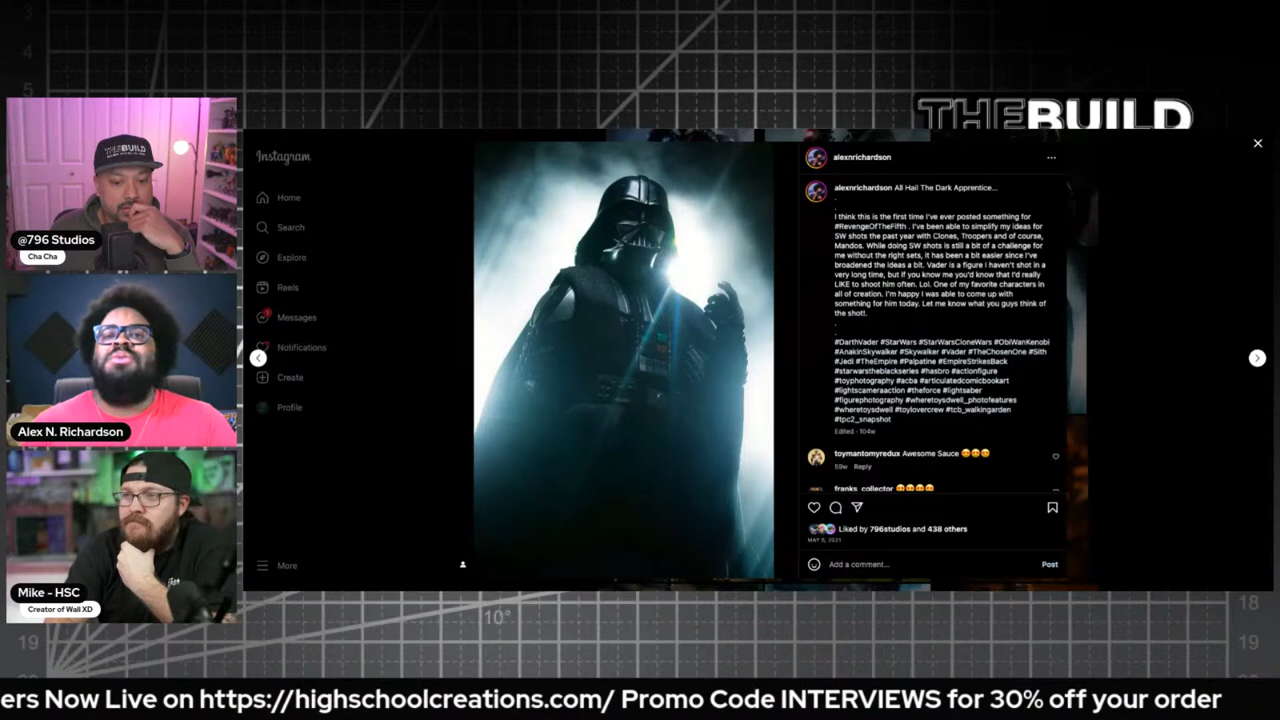 THEBUILD
@796 Studios
Cha Cha
Alex N. Richardson
Mike - HSC
Creator of Wall XD
Instagram
Home
Search
Explore
Reels
Messages
Notifications
Create
Profile
More
alexnrichardson
alexnrichardson All Hail The Dark Apprentice...
.
.
I think this is the first time I've ever posted something for
#RevengeOfTheFifth . I've been able to simplify my ideas for
SW shots the past year with Clones, Troopers and of course,
Mandos. While doing SW shots is still a bit of a challenge for
me without the right sets, it has been a bit easier since I've
broadened the ideas a bit. Vader is a figure I haven't shot in a
very long time, but if you know me you'd know that I'd really
LIKE to shoot him often. Lol. One of my favorite characters in
all of creation. I'm happy I was able to come up with
something for him today. Let me know what you guys think of
the shot!.
.
.
#DarthVader #StarWars #StarWarsCloneWars #ObiWanKenobi
#AnakinSkywalker #Skywalker #Vader #TheChosenOne #Sith
#Jedi #TheEmpire #Palpatine #EmpireStrikesBack
#starwarstheblackseries #hasbro #actionfigure
#toyphotography #acba #articulatedcomicbookart
#lightscameraaction #theforce #lightsaber
#figurephotography #wheretoysdwell_photofeatures
#wheretoysdwell #toylovercrew #tcb_walkingarden
#tpc2_snapshot
Edited · 104w
toymantomyredux Awesome Sauce 😍😍😍
59w Reply
franks_collector 😍😍😍😍
Liked by 796studios and 438 others
MAY 5, 2021
Add a comment...
Post
3
4
5
10°
18
19
19
ers Now Live on https://highschoolcreations.com/ Promo Code INTERVIEWS for 30% off your order